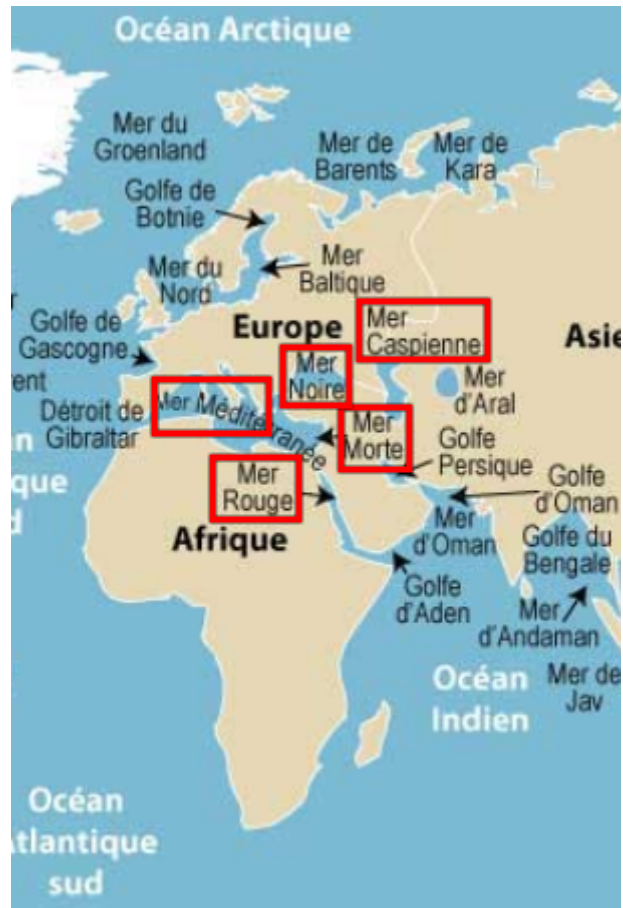 Océan Arctique
Mer du
Groenland
Mer de
Barents
Mer de
Kara
Golfe de
Botnie
Mer du
Nord
Mer
Baltique
Golfe de
Gascogne
Europe
Mer
Caspienne
Asie
Mer
Noire
Mer
d'Aral
Détroit de
Gibraltar
Mer Méditerranée
Mer
Morte
Golfe
Persique
Mer
Rouge
Golfe
d'Oman
Afrique
Mer
d'Oman
Golfe du
Bengale
Golfe
d'Aden
Mer
d'Andaman
Océan
Indien
Mer de
Jav
Océan
Atlantique
sud